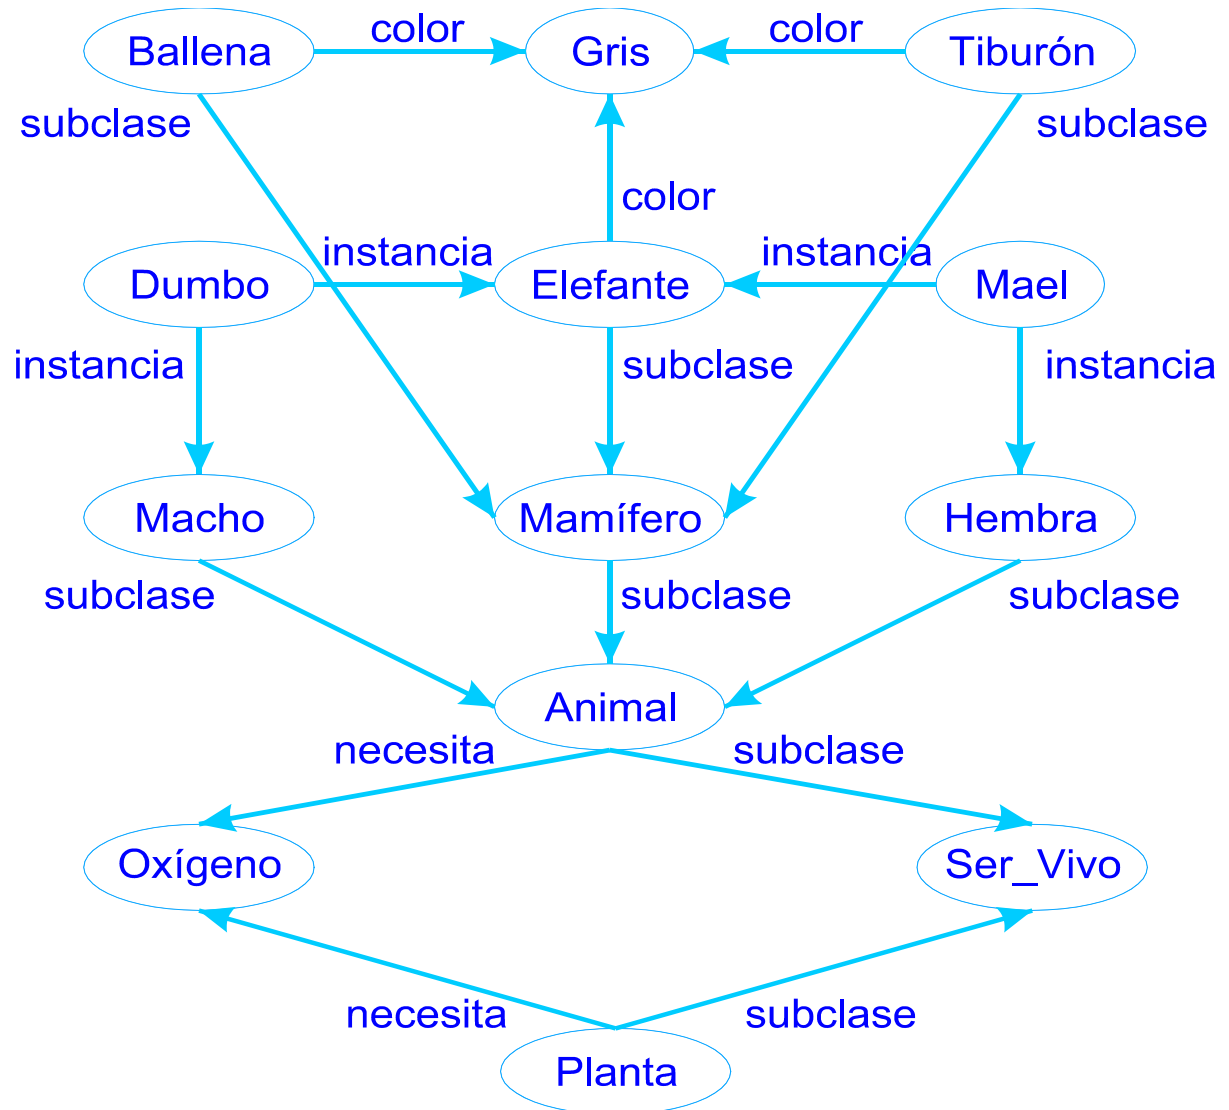 Ballena
color
Gris
color
Tiburón
subclase
subclase
color
Dumbo
instancia
Elefante
instancia
Mael
instancia
subclase
instancia
Macho
Mamífero
Hembra
subclase
subclase
subclase
Animal
necesita
subclase
Oxígeno
Ser_Vivo
necesita
subclase
Planta